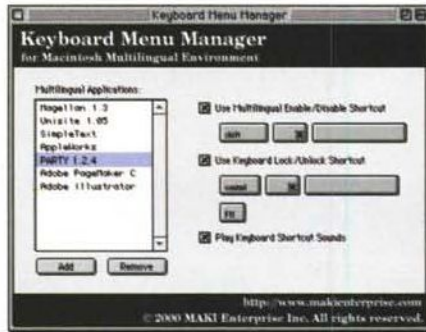 Keyboard Menu Manager
Keyboard Menu Manager
for Macintosh Multilingual Environment
Multilingual Applications:
Magellan 1.3
Unisite 1.05
SimpleText
AppleWorks
PARTY 1.2.4
Adobe PageMaker C
Adobe Illustrator
Add
Remove
Use Multilingual Enable/Disable Shortcut
shift
⌘
Use Keyboard Lock/Unlock Shortcut
⌘
Play Keyboard Shortcut Sounds
http://www.makienterprise.com
© 2000 MAKI Enterprise Inc. All rights reserved.